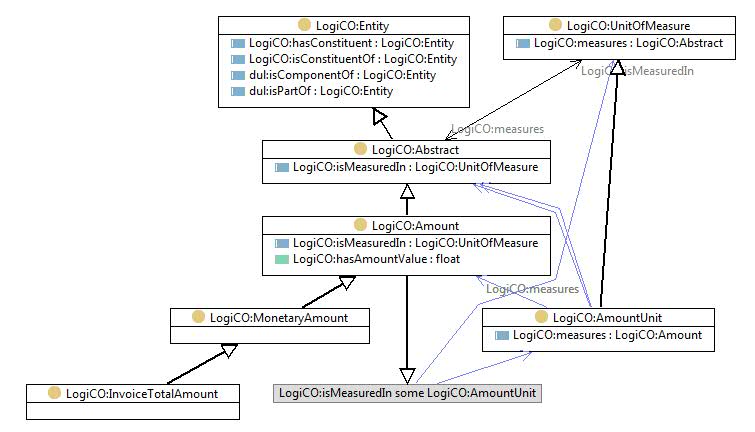 LogiCO:Entity
LogiCO:hasConstituent : LogiCO:Entity
LogiCO:isConstituentOf : LogiCO:Entity
dul:isComponentOf : LogiCO:Entity
dul:isPartOf : LogiCO:Entity
LogiCO:UnitOfMeasure
LogiCO:measures : LogiCO:Abstract
LogiCO:isMeasuredIn
LogiCO:measures
LogiCO:Abstract
LogiCO:isMeasuredIn : LogiCO:UnitOfMeasure
LogiCO:Amount
LogiCO:isMeasuredIn : LogiCO:UnitOfMeasure
LogiCO:hasAmountValue : float
LogiCO:measures
LogiCO:MonetaryAmount
LogiCO:AmountUnit
LogiCO:measures : LogiCO:Amount
LogiCO:InvoiceTotalAmount
LogiCO:isMeasuredIn some LogiCO:AmountUnit